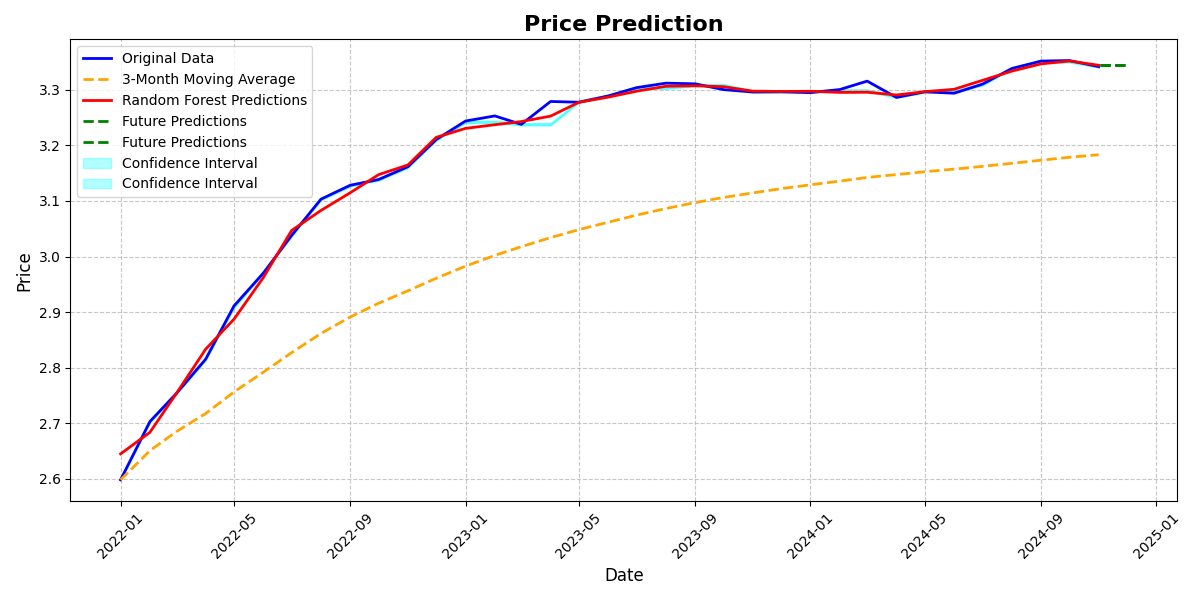 Price Prediction
Original Data
3-Month Moving Average
Random Forest Predictions
Future Predictions
Future Predictions
Confidence Interval
Confidence Interval
Price
3.3
3.2
3.1
3.0
2.9
2.8
2.7
2.6
2022-01
2022-05
2022-09
2023-01
2023-05
2023-09
2024-01
2024-05
2024-09
2025-01
Date